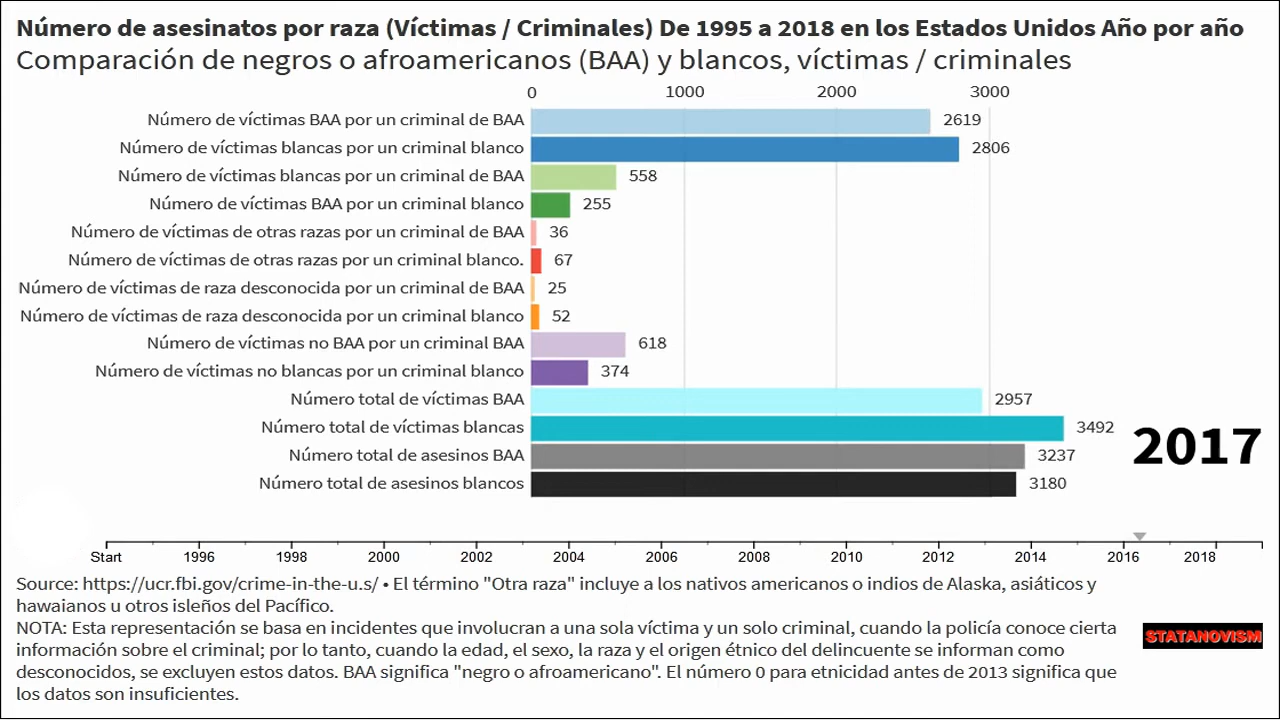 Número de asesinatos por raza (Víctimas / Criminales) De 1995 a 2018 en los Estados Unidos Año por año
Comparación de negros o afroamericanos (BAA) y blancos, víctimas / criminales
0 1000 2000 3000
Número de víctimas BAA por un criminal de BAA 2619
Número de víctimas blancas por un criminal blanco 2806
Número de víctimas blancas por un criminal de BAA 558
Número de víctimas BAA por un criminal blanco 255
Número de víctimas de otras razas por un criminal de BAA 36
Número de víctimas de otras razas por un criminal blanco. 67
Número de víctimas de raza desconocida por un criminal de BAA 25
Número de víctimas de raza desconocida por un criminal blanco 52
Número de víctimas no BAA por un criminal BAA 618
Número de víctimas no blancas por un criminal blanco 374
Número total de víctimas BAA 2957
Número total de víctimas blancas 3492
Número total de asesinos BAA 3237
Número total de asesinos blancos 3180
2017
Start 1996 1998 2000 2002 2004 2006 2008 2010 2012 2014 2016 2018
Source: https://ucr.fbi.gov/crime-in-the-u.s/ • El término "Otra raza" incluye a los nativos americanos o indios de Alaska, asiáticos y
hawaianos u otros isleños del Pacífico.
NOTA: Esta representación se basa en incidentes que involucran a una sola víctima y un solo criminal, cuando la policía conoce cierta
información sobre el criminal; por lo tanto, cuando la edad, el sexo, la raza y el origen étnico del delincuente se informan como
desconocidos, se excluyen estos datos. BAA significa "negro o afroamericano". El número 0 para etnicidad antes de 2013 significa que
los datos son insuficientes.
STATANOVISM